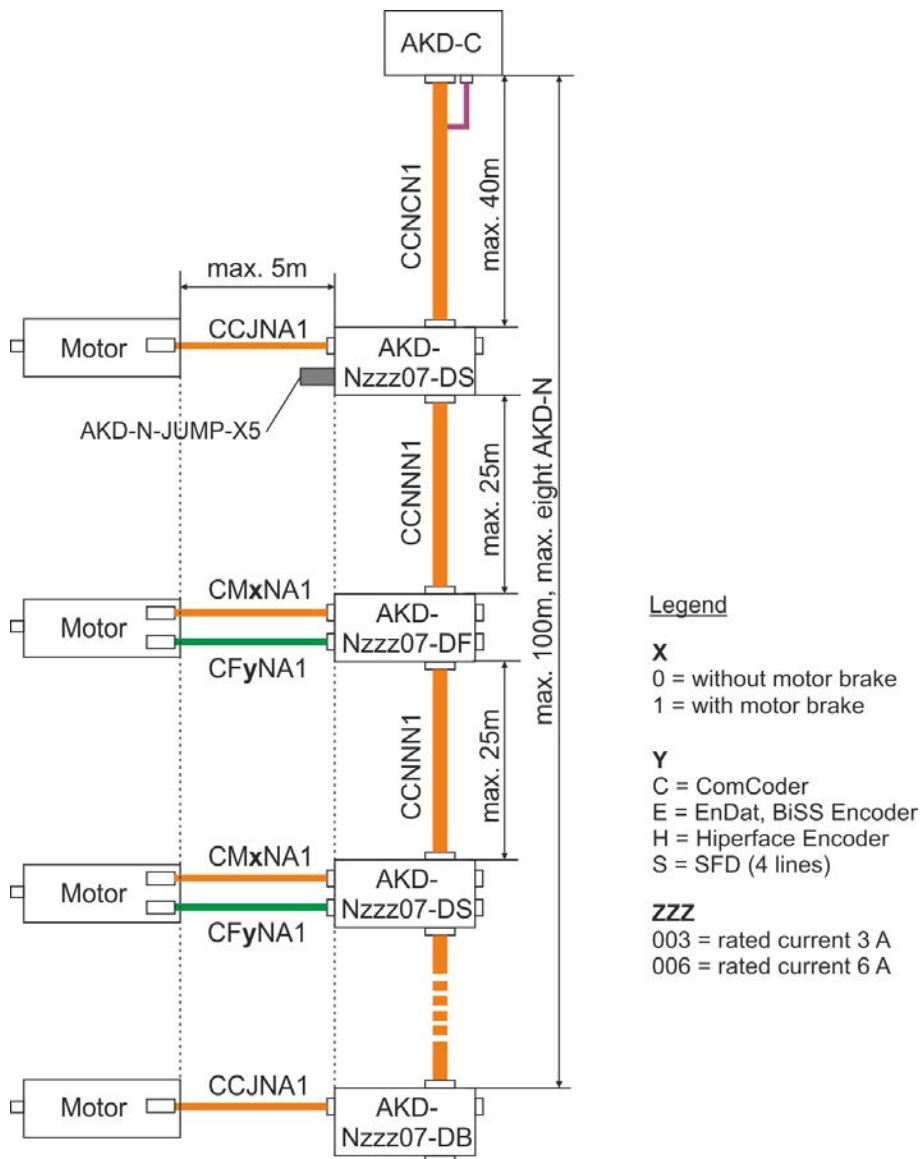 AKD-C
CCNCN1
max. 40m
max. 5m
Motor
CCJNA1
AKD-
Nzzz07-DS
AKD-N-JUMP-X5
CCNNN1
max. 25m
max. 100m, max. eight AKD-N
Motor
CMxNA1
CFyNA1
AKD-
Nzzz07-DF
CCNNN1
max. 25m
Motor
CMxNA1
CFyNA1
AKD-
Nzzz07-DS
Motor
CCJNA1
AKD-
Nzzz07-DB
Legend
X
0 = without motor brake
1 = with motor brake
Y
C = ComCoder
E = EnDat, BiSS Encoder
H = Hiperface Encoder
S = SFD (4 lines)
ZZZ
003 = rated current 3 A
006 = rated current 6 A